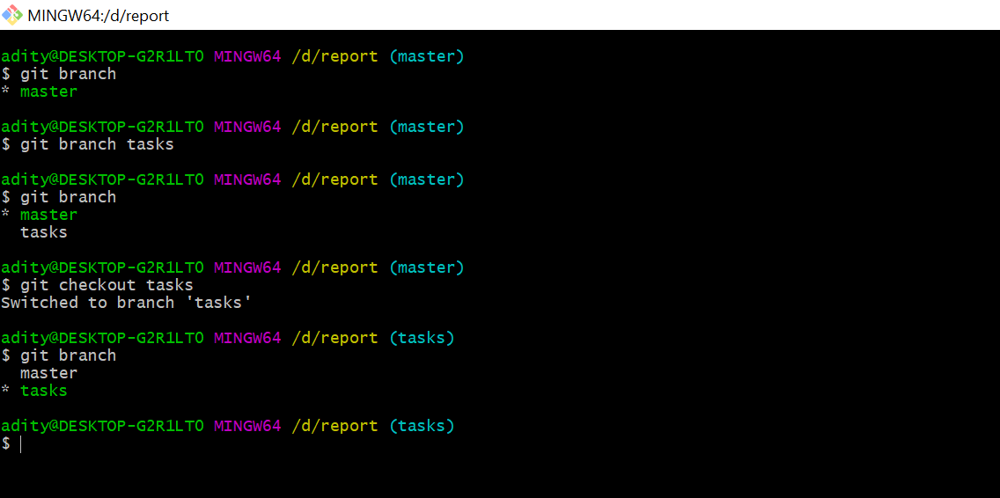 MINGW64:/d/report
adity@DESKTOP-G2R1LT0 MINGW64 /d/report (master)
$ git branch
* master
adity@DESKTOP-G2R1LT0 MINGW64 /d/report (master)
$ git branch tasks
adity@DESKTOP-G2R1LT0 MINGW64 /d/report (master)
$ git branch
* master
  tasks
adity@DESKTOP-G2R1LT0 MINGW64 /d/report (master)
$ git checkout tasks
Switched to branch 'tasks'
adity@DESKTOP-G2R1LT0 MINGW64 /d/report (tasks)
$ git branch
  master
* tasks
adity@DESKTOP-G2R1LT0 MINGW64 /d/report (tasks)
$